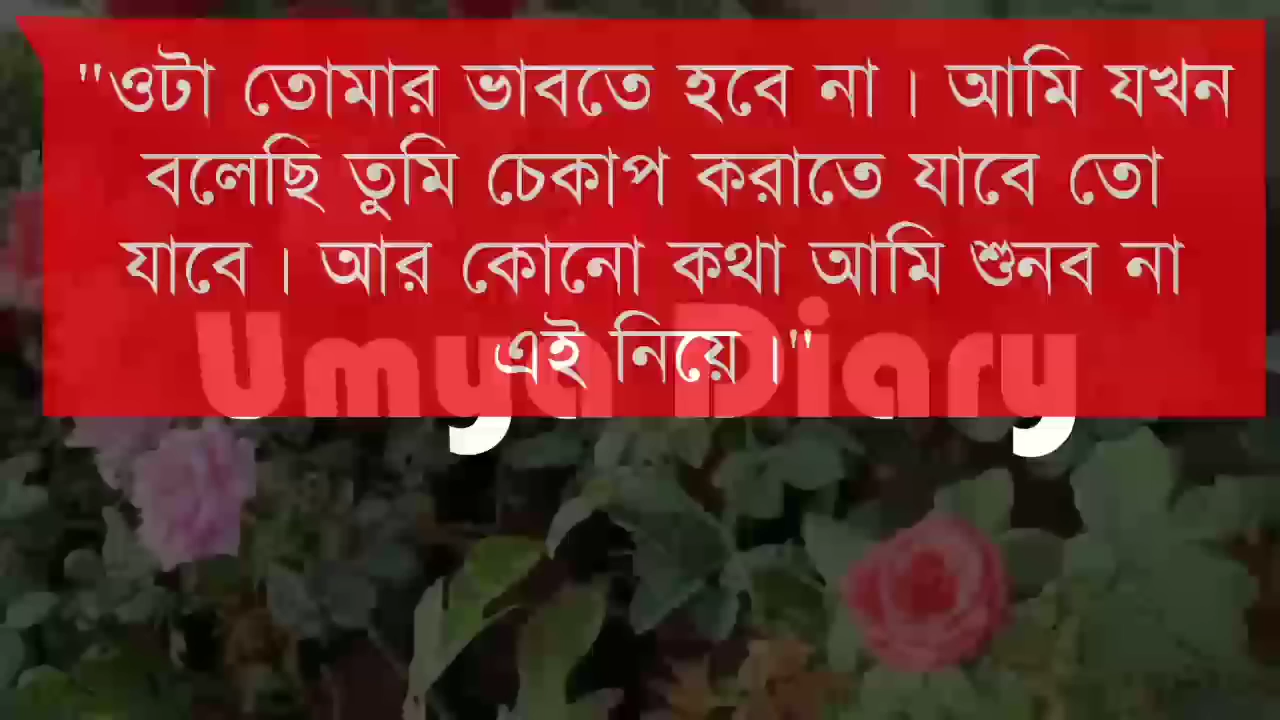 "ওটা তোমার ভাবতে হবে না। আমি যখন
বলেছি তুমি চেকাপ করাতে যাবে তো
যাবে। আর কোনো কথা আমি শুনব না
এই নিয়ে।"
Umya Diary